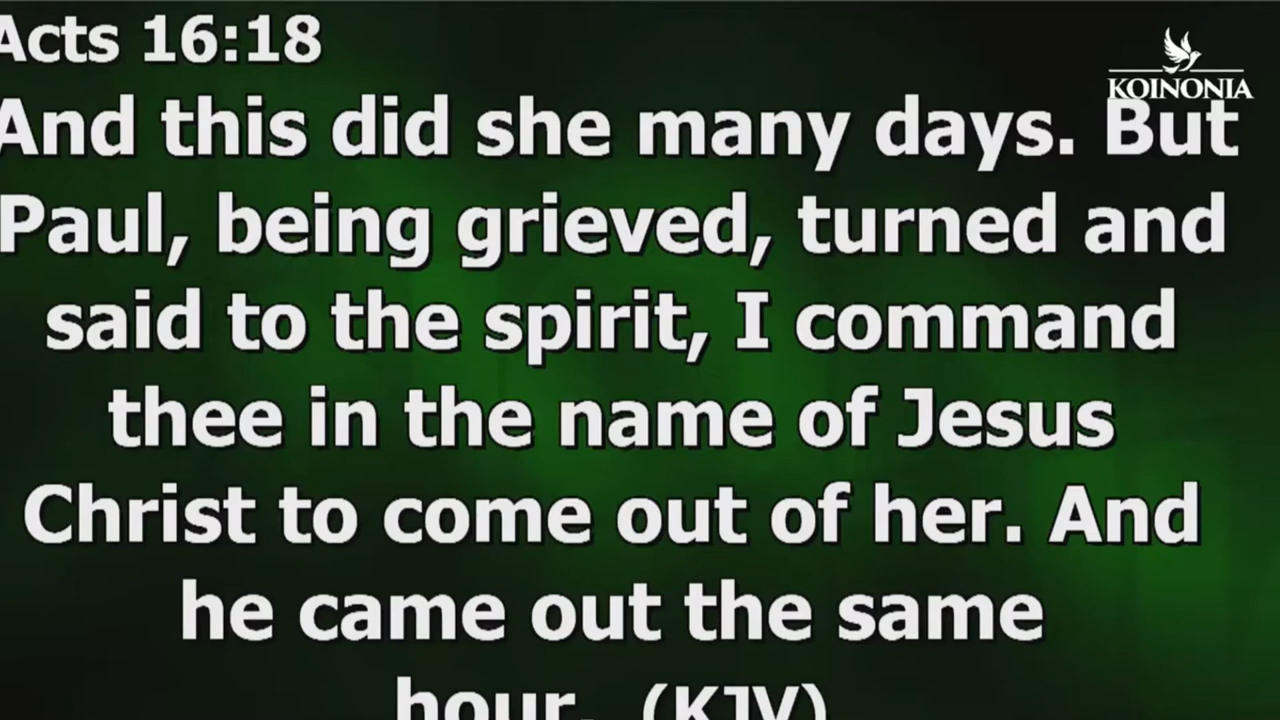 Acts 16:18
KOINONIA
And this did she many days. But
Paul, being grieved, turned and
said to the spirit, I command
thee in the name of Jesus
Christ to come out of her. And
he came out the same
hour. (KJV)